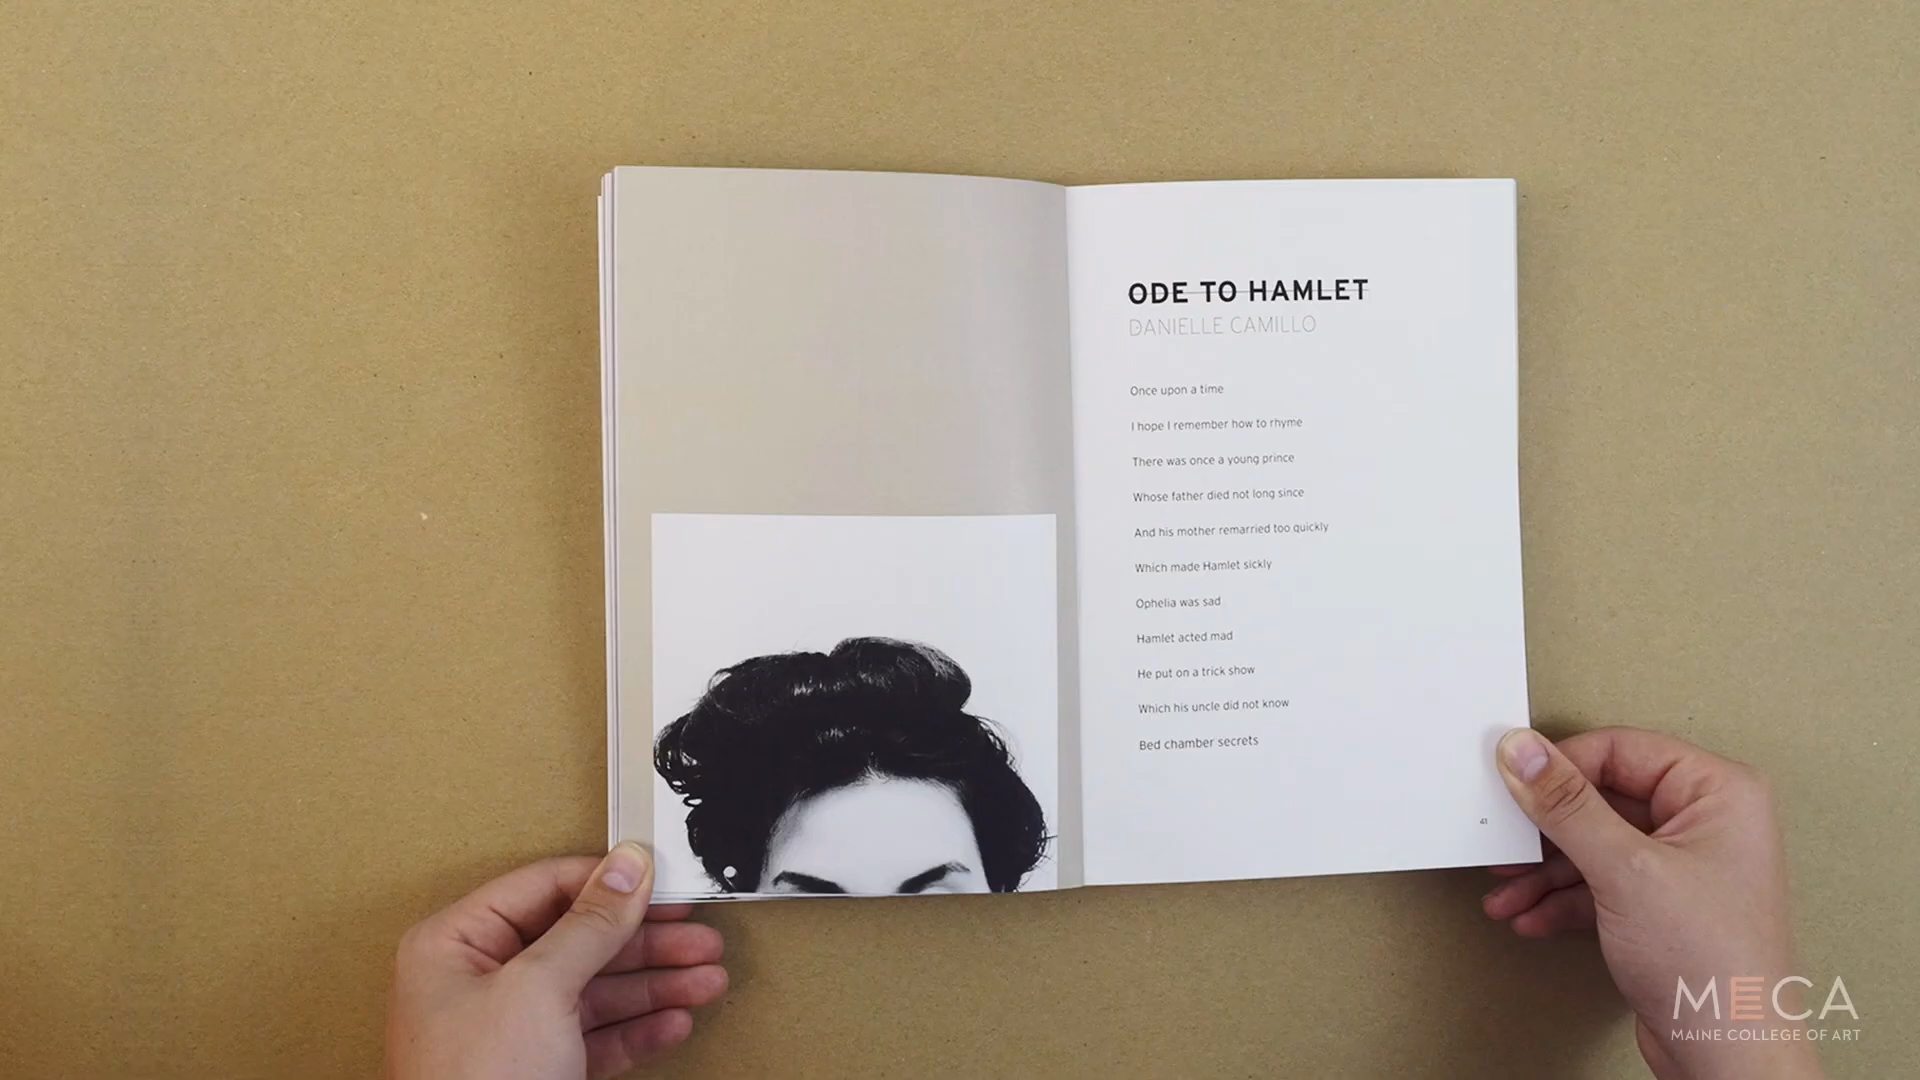 ODE TO HAMLET
DANIELLE CAMILLO
Once upon a time
I hope I remember how to rhyme
There was once a young prince
Whose father died not long since
And his mother remarried too quickly
Which made Hamlet sickly
Ophelia was sad
Hamlet acted mad
He put on a trick show
Which his uncle did not know
Bed chamber secrets
41
MECA
MAINE COLLEGE OF ART